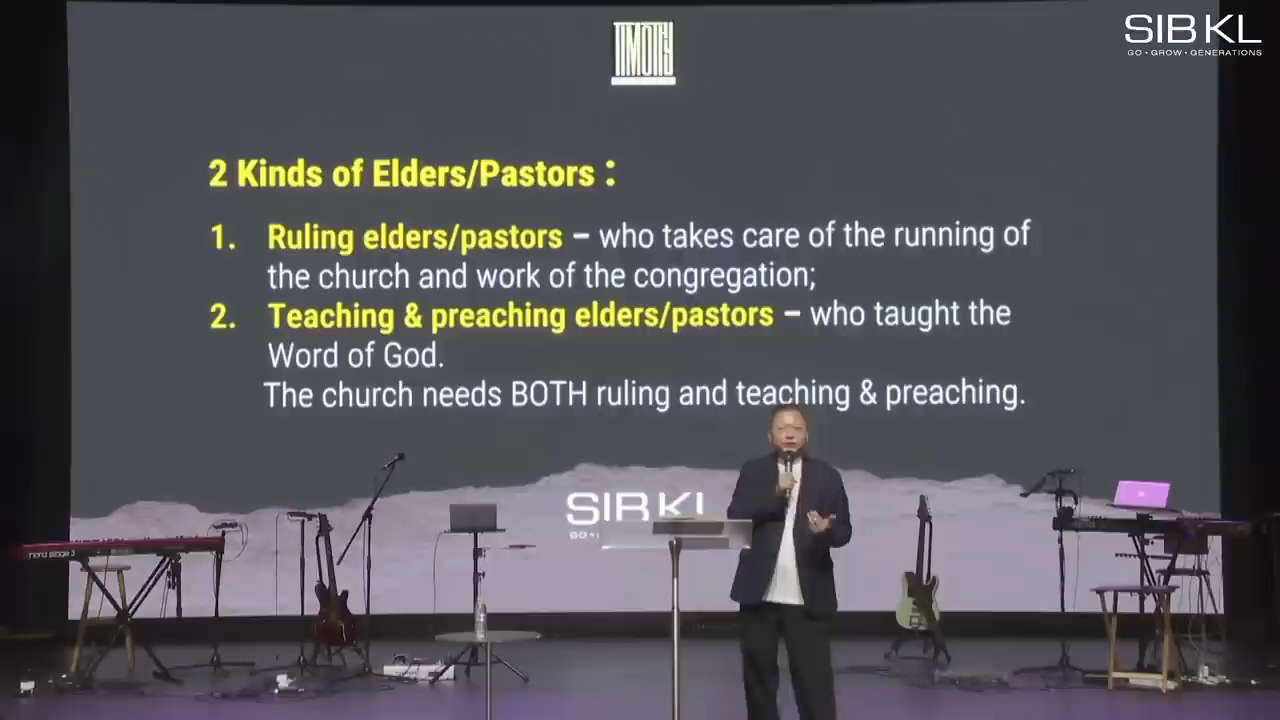 TIMOTHY
SIBKL
GO • GROW • GENERATIONS
2 Kinds of Elders/Pastors :
1. Ruling elders/pastors – who takes care of the running of
the church and work of the congregation;
2. Teaching & preaching elders/pastors – who taught the
Word of God.
The church needs BOTH ruling and teaching & preaching.
SIBKL
GO •
nord stage 3